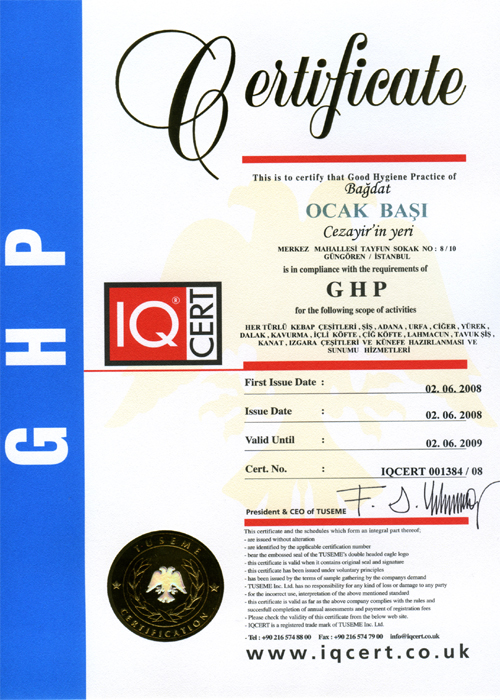 Certificate
This is to certify that Good Hygiene Practice of
Bağdat
OCAK BAŞI
Cezayir'in yeri
MERKEZ MAHALLESİ TAYFUN SOKAK NO : 8 / 10
GÜNGÖREN / İSTANBUL
is in compliance with the requirements of
GHP
for the following scope of activities
HER TÜRLÜ KEBAP ÇEŞİTLERİ , ŞİŞ , ADANA , URFA , CİĞER , YÜREK ,
DALAK , KAVURMA , İÇLİ KÖFTE , ÇİĞ KÖFTE , LAHMACUN , TAVUK ŞİŞ ,
KANAT , IZGARA ÇEŞİTLERİ VE KÜNEFE HAZIRLANMASI VE
SUNUMU HİZMETLERİ
GHP
IQ®
CERT
First Issue Date : 02. 06. 2008
Issue Date : 02. 06. 2008
Valid Until : 02. 06. 2009
Cert. No. : IQCERT 001384 / 08
President & CEO of TUSEME
This certificate and the schedules which form an integral part thereof;
- are issued without alteration
- are identified by the applicable certification number
- bear the embossed seal of the TUSEME's double headed eagle logo
- this certificate is valid when it contains original seal and signature
- this certificate has been issued under voluntary principles
- has been issued by the terms of sample gathering by the companys demand
- TUSEME Inc. Ltd. has no responsibility for any kind of loss or damage to any party
for the incorrect use, interpretation of the above mentioned standard
- this certificate is valid as far as the above company complies with the rules and
succesfull completion of annual assessments and payment of registration fees
- Please check the validity of this certificate from the below web site.
- IQCERT is a registered trade mark of TUSEME Inc. Ltd.
- Tel : +90 216 574 88 00 Fax : +90 216 574 79 00 info@iqcert.co.uk
www.iqcert.co.uk
TUSEME
CERTIFICATION